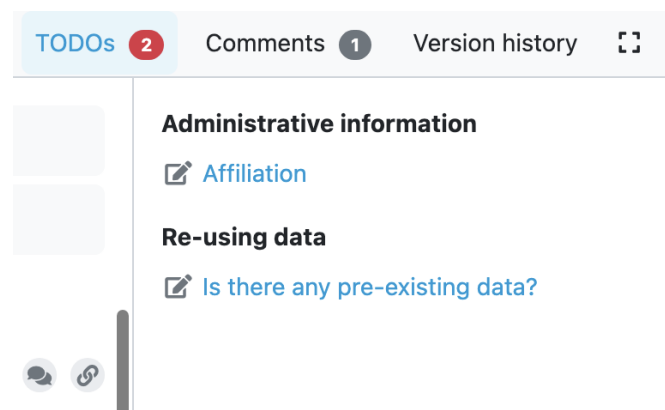 TODOs 2 Comments 1 Version history
Administrative information
Affiliation
Re-using data
Is there any pre-existing data?